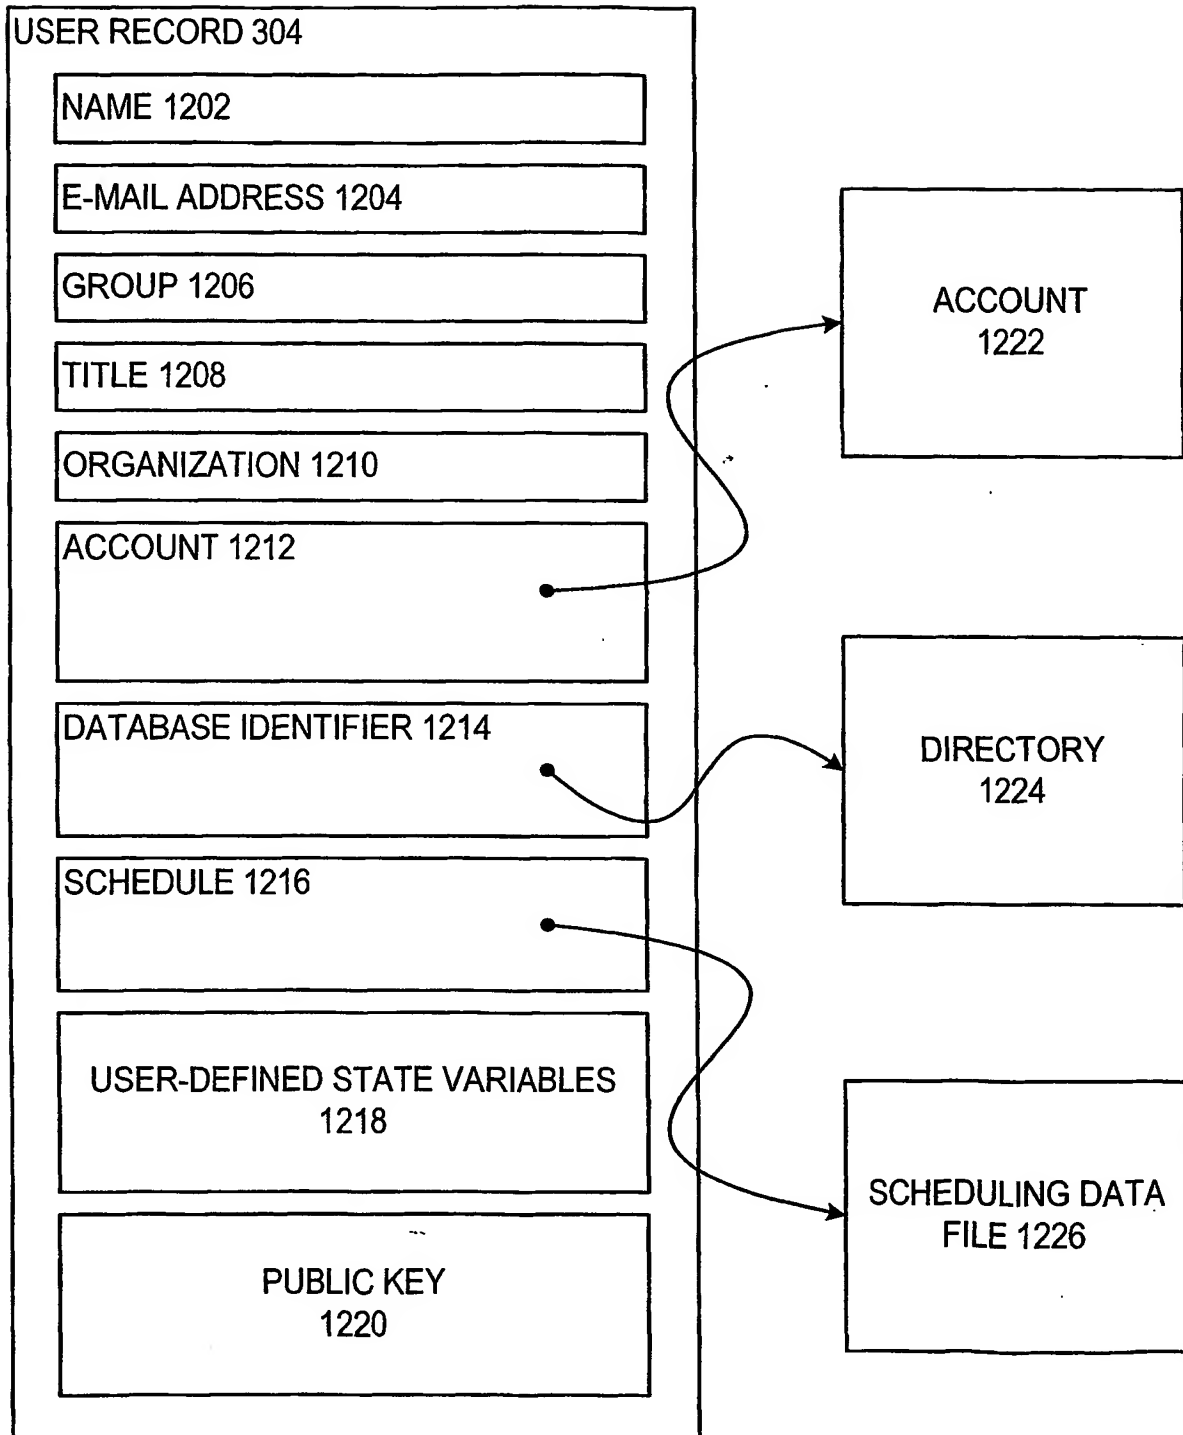 USER RECORD 304
NAME 1202
E-MAIL ADDRESS 1204
GROUP 1206
TITLE 1208
ORGANIZATION 1210
ACCOUNT 1212
DATABASE IDENTIFIER 1214
SCHEDULE 1216
USER-DEFINED STATE VARIABLES
1218
PUBLIC KEY
1220
ACCOUNT
1222
DIRECTORY
1224
SCHEDULING DATA
FILE 1226